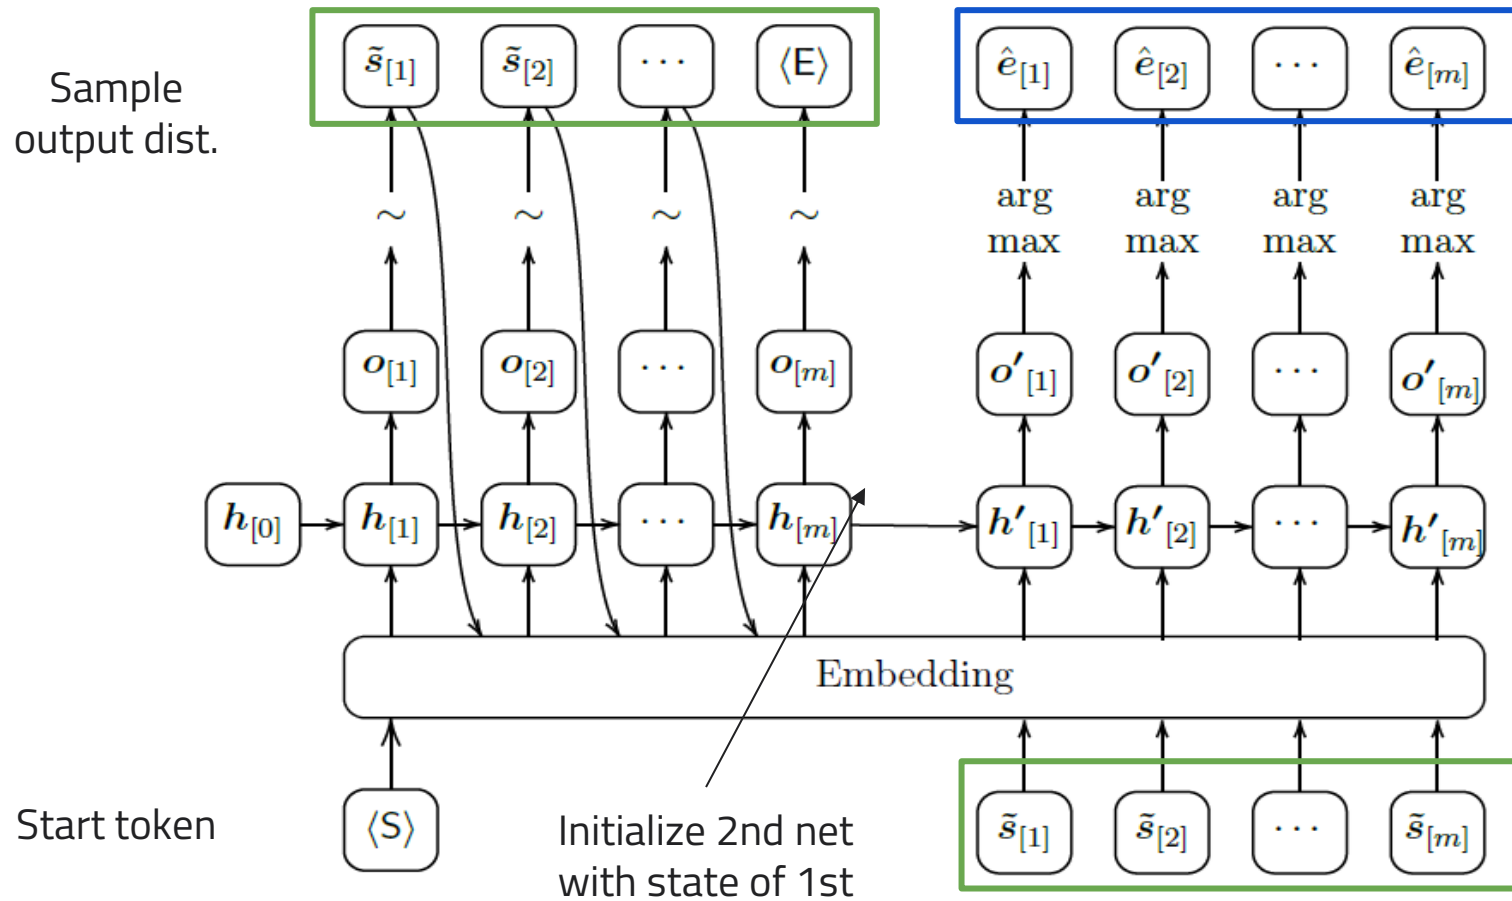 s̃[1] s̃[2] ··· ⟨E⟩ ê[1] ê[2] ··· ê[m]
Sample
output dist.
∼ ∼ ∼ ∼ arg arg arg arg
max max max max
o[1] o[2] ··· o[m] o′[1] o′[2] ··· o′[m]
h[0] h[1] h[2] ··· h[m] h′[1] h′[2] ··· h′[m]
Embedding
Start token ⟨S⟩ s̃[1] s̃[2] ··· s̃[m]
Initialize 2nd net
with state of 1st